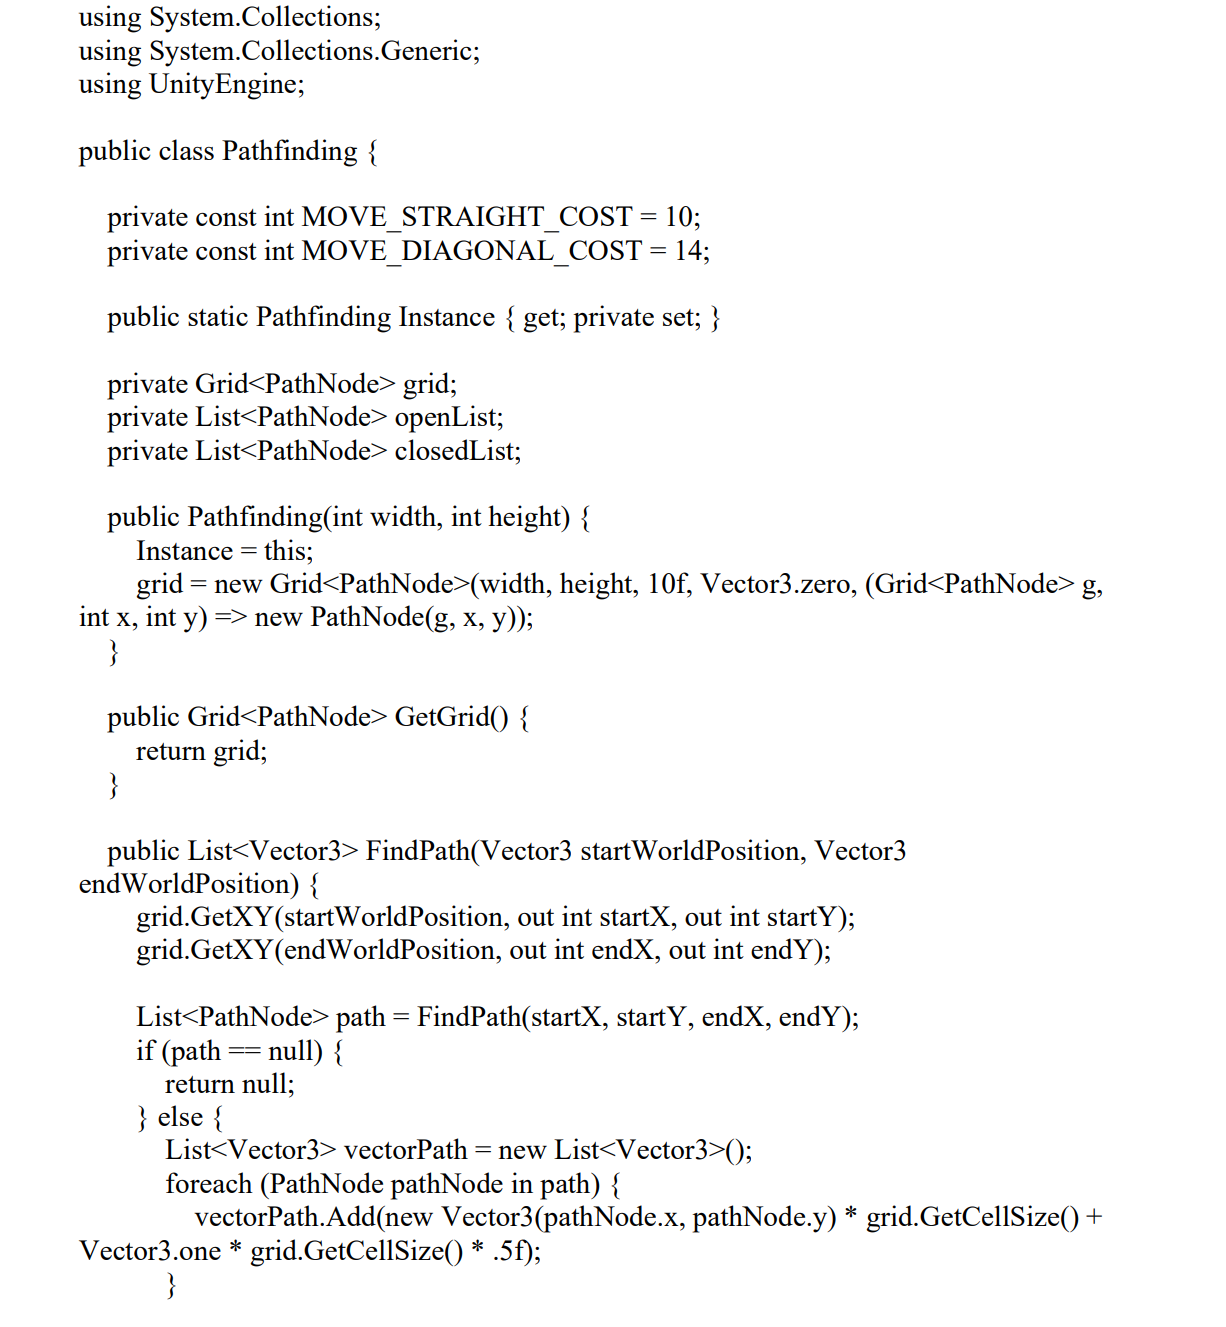 using System.Collections;
using System.Collections.Generic;
using UnityEngine;
public class Pathfinding {
private const int MOVE_STRAIGHT_COST = 10;
private const int MOVE_DIAGONAL_COST = 14;
public static Pathfinding Instance { get; private set; }
private Grid<PathNode> grid;
private List<PathNode> openList;
private List<PathNode> closedList;
public Pathfinding(int width, int height) {
Instance = this;
grid = new Grid<PathNode>(width, height, 10f, Vector3.zero, (Grid<PathNode> g,
int x, int y) => new PathNode(g, x, y));
}
public Grid<PathNode> GetGrid() {
return grid;
}
public List<Vector3> FindPath(Vector3 startWorldPosition, Vector3
endWorldPosition) {
grid.GetXY(startWorldPosition, out int startX, out int startY);
grid.GetXY(endWorldPosition, out int endX, out int endY);
List<PathNode> path = FindPath(startX, startY, endX, endY);
if (path == null) {
return null;
} else {
List<Vector3> vectorPath = new List<Vector3>();
foreach (PathNode pathNode in path) {
vectorPath.Add(new Vector3(pathNode.x, pathNode.y) * grid.GetCellSize() +
Vector3.one * grid.GetCellSize() * .5f);
}